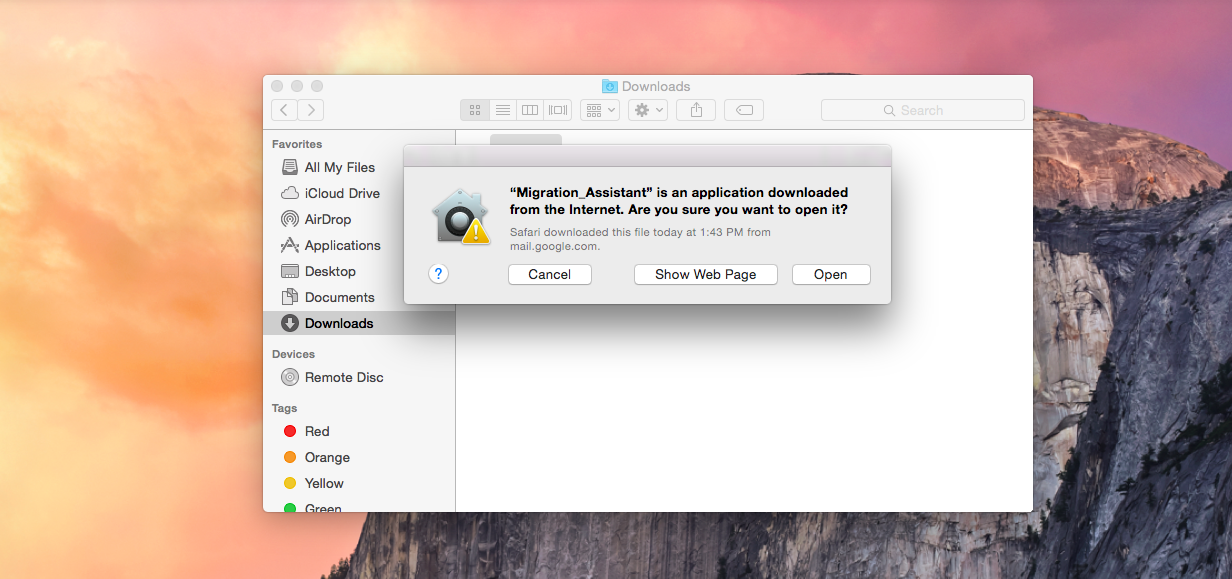 Downloads
Search
Favorites
All My Files
iCloud Drive
AirDrop
Applications
Desktop
Documents
Downloads
Devices
Remote Disc
Tags
Red
Orange
Yellow
Green
“Migration_Assistant” is an application downloaded
from the Internet. Are you sure you want to open it?
Safari downloaded this file today at 1:43 PM from
mail.google.com.
?
Cancel
Show Web Page
Open